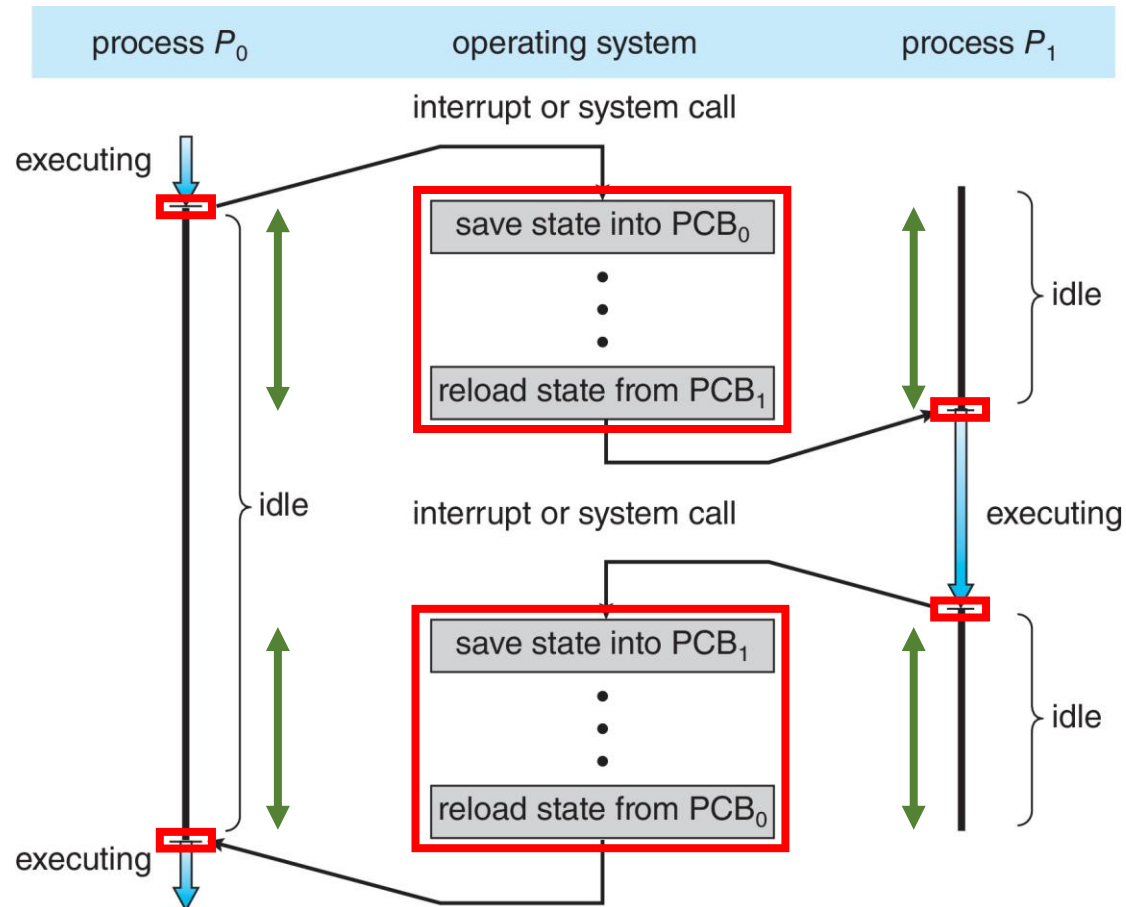 process P₀ operating system process P₁
interrupt or system call
executing
save state into PCB₀
idle
reload state from PCB₁
idle
interrupt or system call
executing
save state into PCB₁
idle
reload state from PCB₀
executing